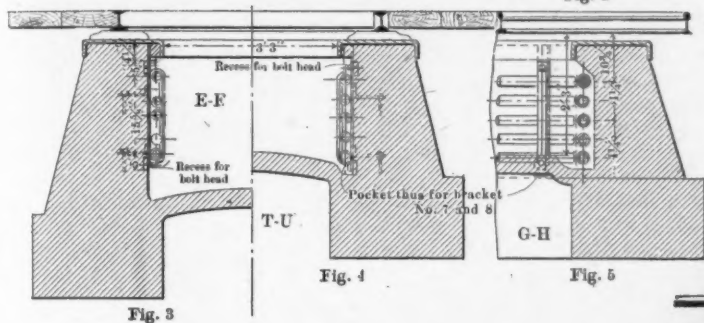 3'3"
Recess for bolt head
E-F
Recess for
bolt head
Pocket thus for bracket
No. 7 and 8
T-U
G-H
Fig. 4
Fig. 5
Fig. 3